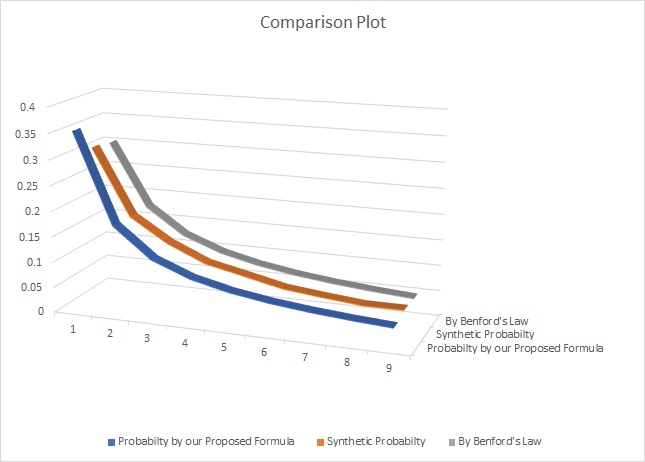 Comparison Plot
0.4
0.35
0.3
0.25
0.2
0.15
0.1
0.05
0
1 2 3 4 5 6 7 8 9
By Benford's Law
Synthetic Probabilty
Probabilty by our Proposed Formula
Probabilty by our Proposed Formula Synthetic Probabilty By Benford's Law